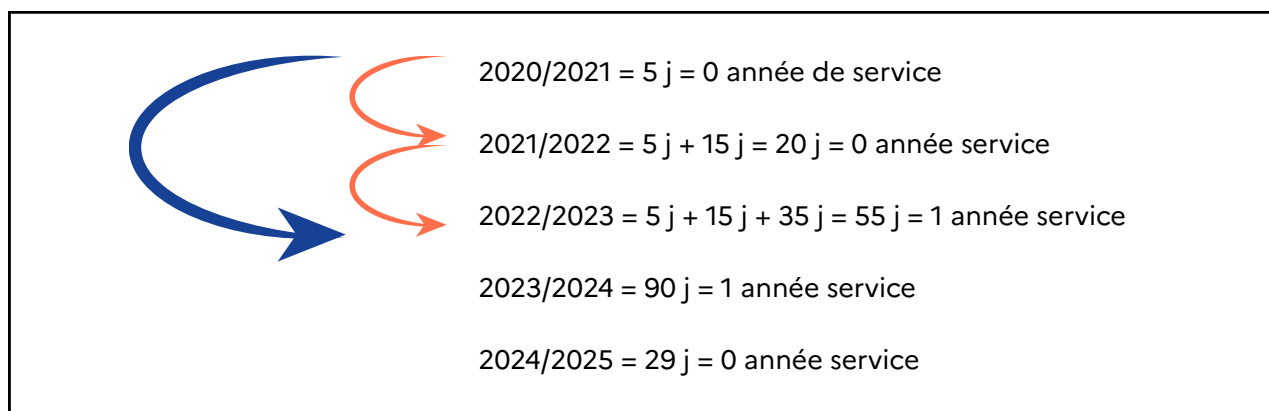 2020/2021 = 5 j = 0 année de service
2021/2022 = 5 j + 15 j = 20 j = 0 année service
2022/2023 = 5 j + 15 j + 35 j = 55 j = 1 année service
2023/2024 = 90 j = 1 année service
2024/2025 = 29 j = 0 année service